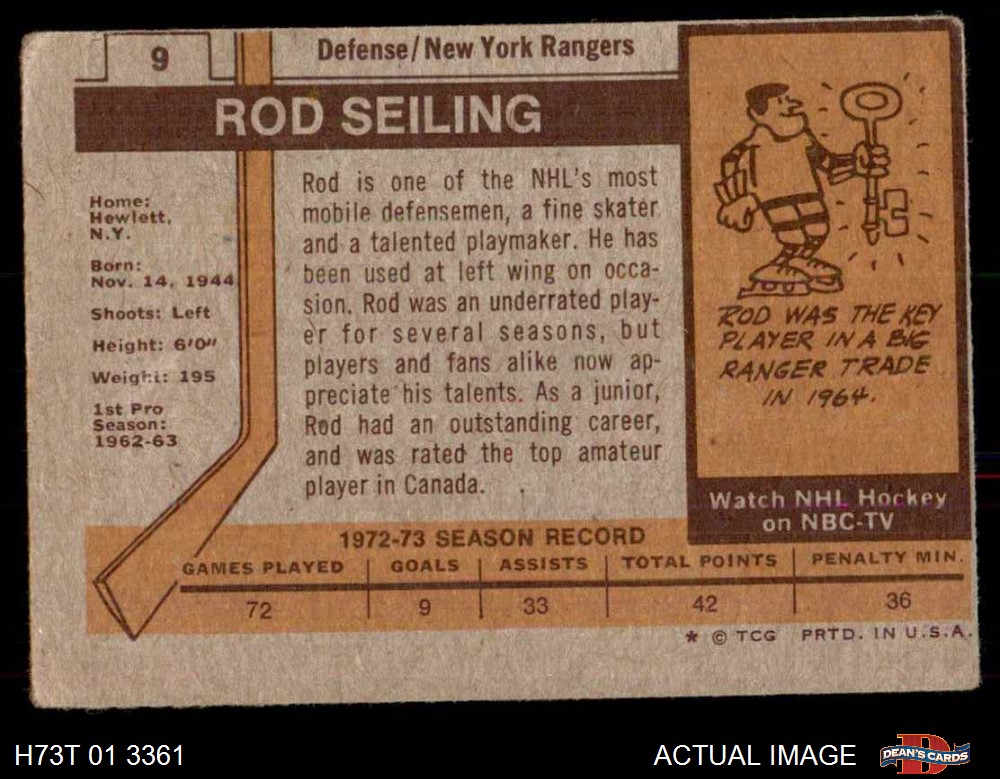 9
Defense/New York Rangers
ROD SEILING
Home:
Hewlett,
N.Y.
Born:
Nov. 14, 1944
Shoots: Left
Height: 6'0"
Weight: 195
1st Pro
Season:
1962-63
Rod is one of the NHL's most
mobile defensemen, a fine skater
and a talented playmaker. He has
been used at left wing on occa-
sion. Rod was an underrated play-
er for several seasons, but
players and fans alike now ap-
preciate his talents. As a junior,
Rod had an outstanding career,
and was rated the top amateur
player in Canada.
ROD WAS THE KEY
PLAYER IN A BIG
RANGER TRADE
IN 1964.
Watch NHL Hockey
on NBC-TV
1972-73 SEASON RECORD
GAMES PLAYED GOALS ASSISTS TOTAL POINTS PENALTY MIN.
72 9 33 42 36
* © TCG PRTD. IN U.S.A.
H73T 01 3361
ACTUAL IMAGE
DEAN'S CARDS